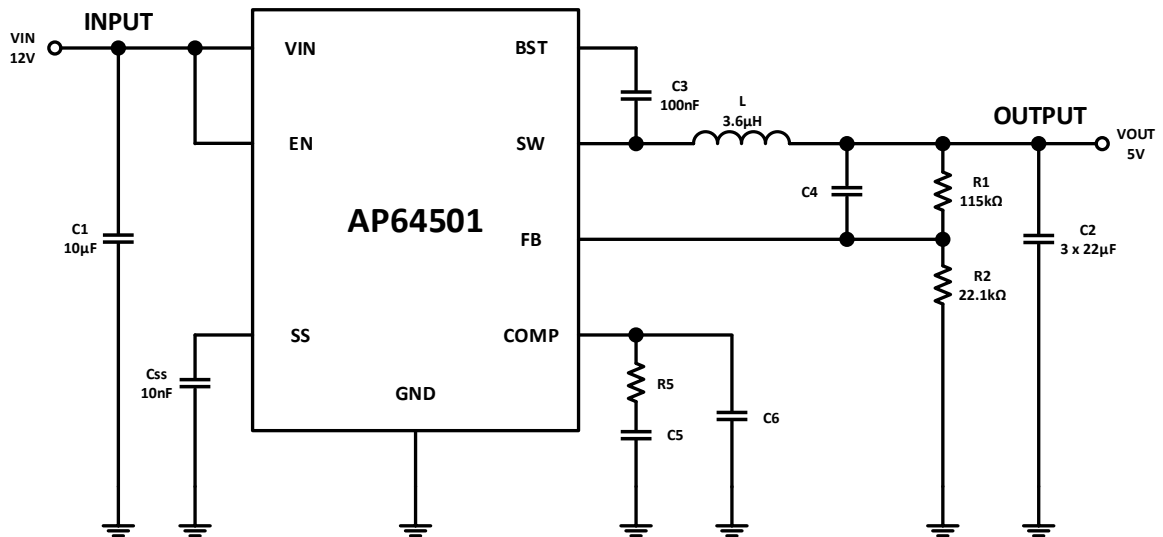 INPUT
VIN
12V
VIN
BST
C3
100nF
L
3.6µH
OUTPUT
VOUT
5V
EN
SW
C4
R1
115kΩ
AP64501
C1
10µF
FB
C2
3 x 22µF
R2
22.1kΩ
SS
COMP
Css
10nF
GND
R5
C5
C6